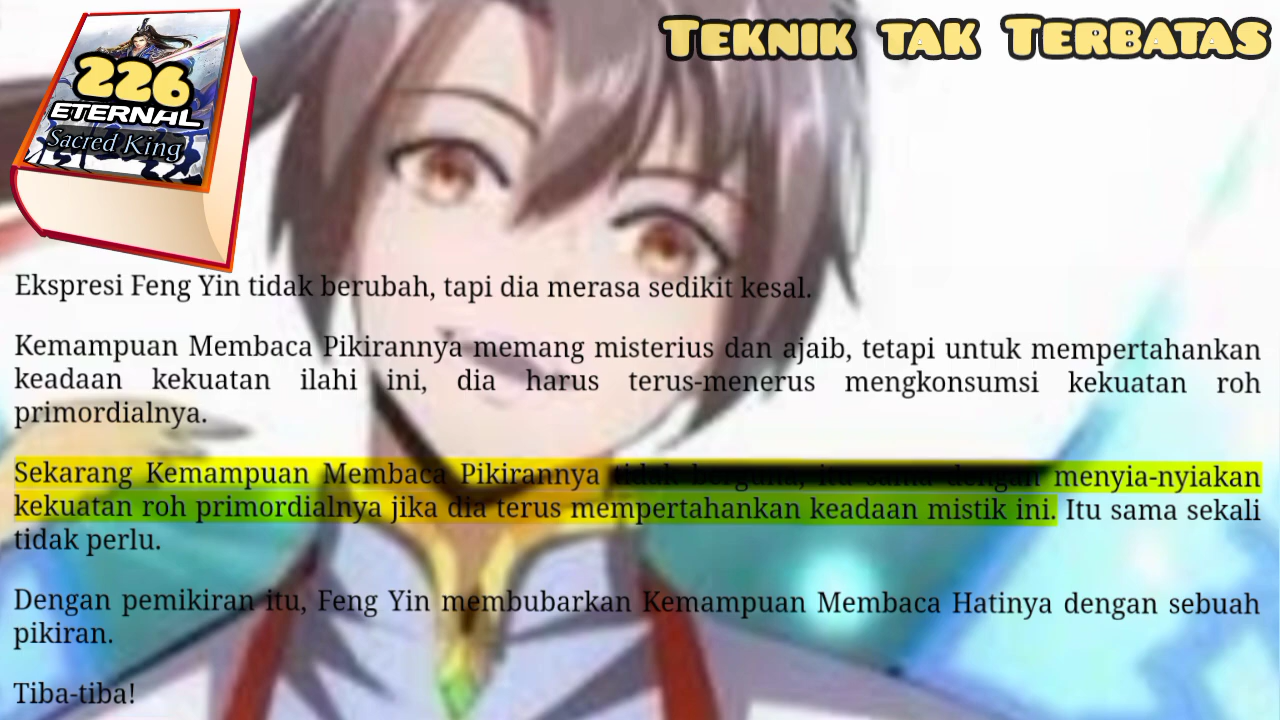 Teknik tak Terbatas
226
ETERNAL
Sacred King
Ekspresi Feng Yin tidak berubah, tapi dia merasa sedikit kesal.
Kemampuan Membaca Pikirannya memang misterius dan ajaib, tetapi untuk mempertahankan
keadaan kekuatan ilahi ini, dia harus terus-menerus mengkonsumsi kekuatan roh
primordialnya.
Sekarang Kemampuan Membaca Pikirannya tidak berguna, itu sama dengan menyia-nyiakan
kekuatan roh primordialnya jika dia terus mempertahankan keadaan mistik ini. Itu sama sekali
tidak perlu.
Dengan pemikiran itu, Feng Yin membubarkan Kemampuan Membaca Hatinya dengan sebuah
pikiran.
Tiba-tiba!